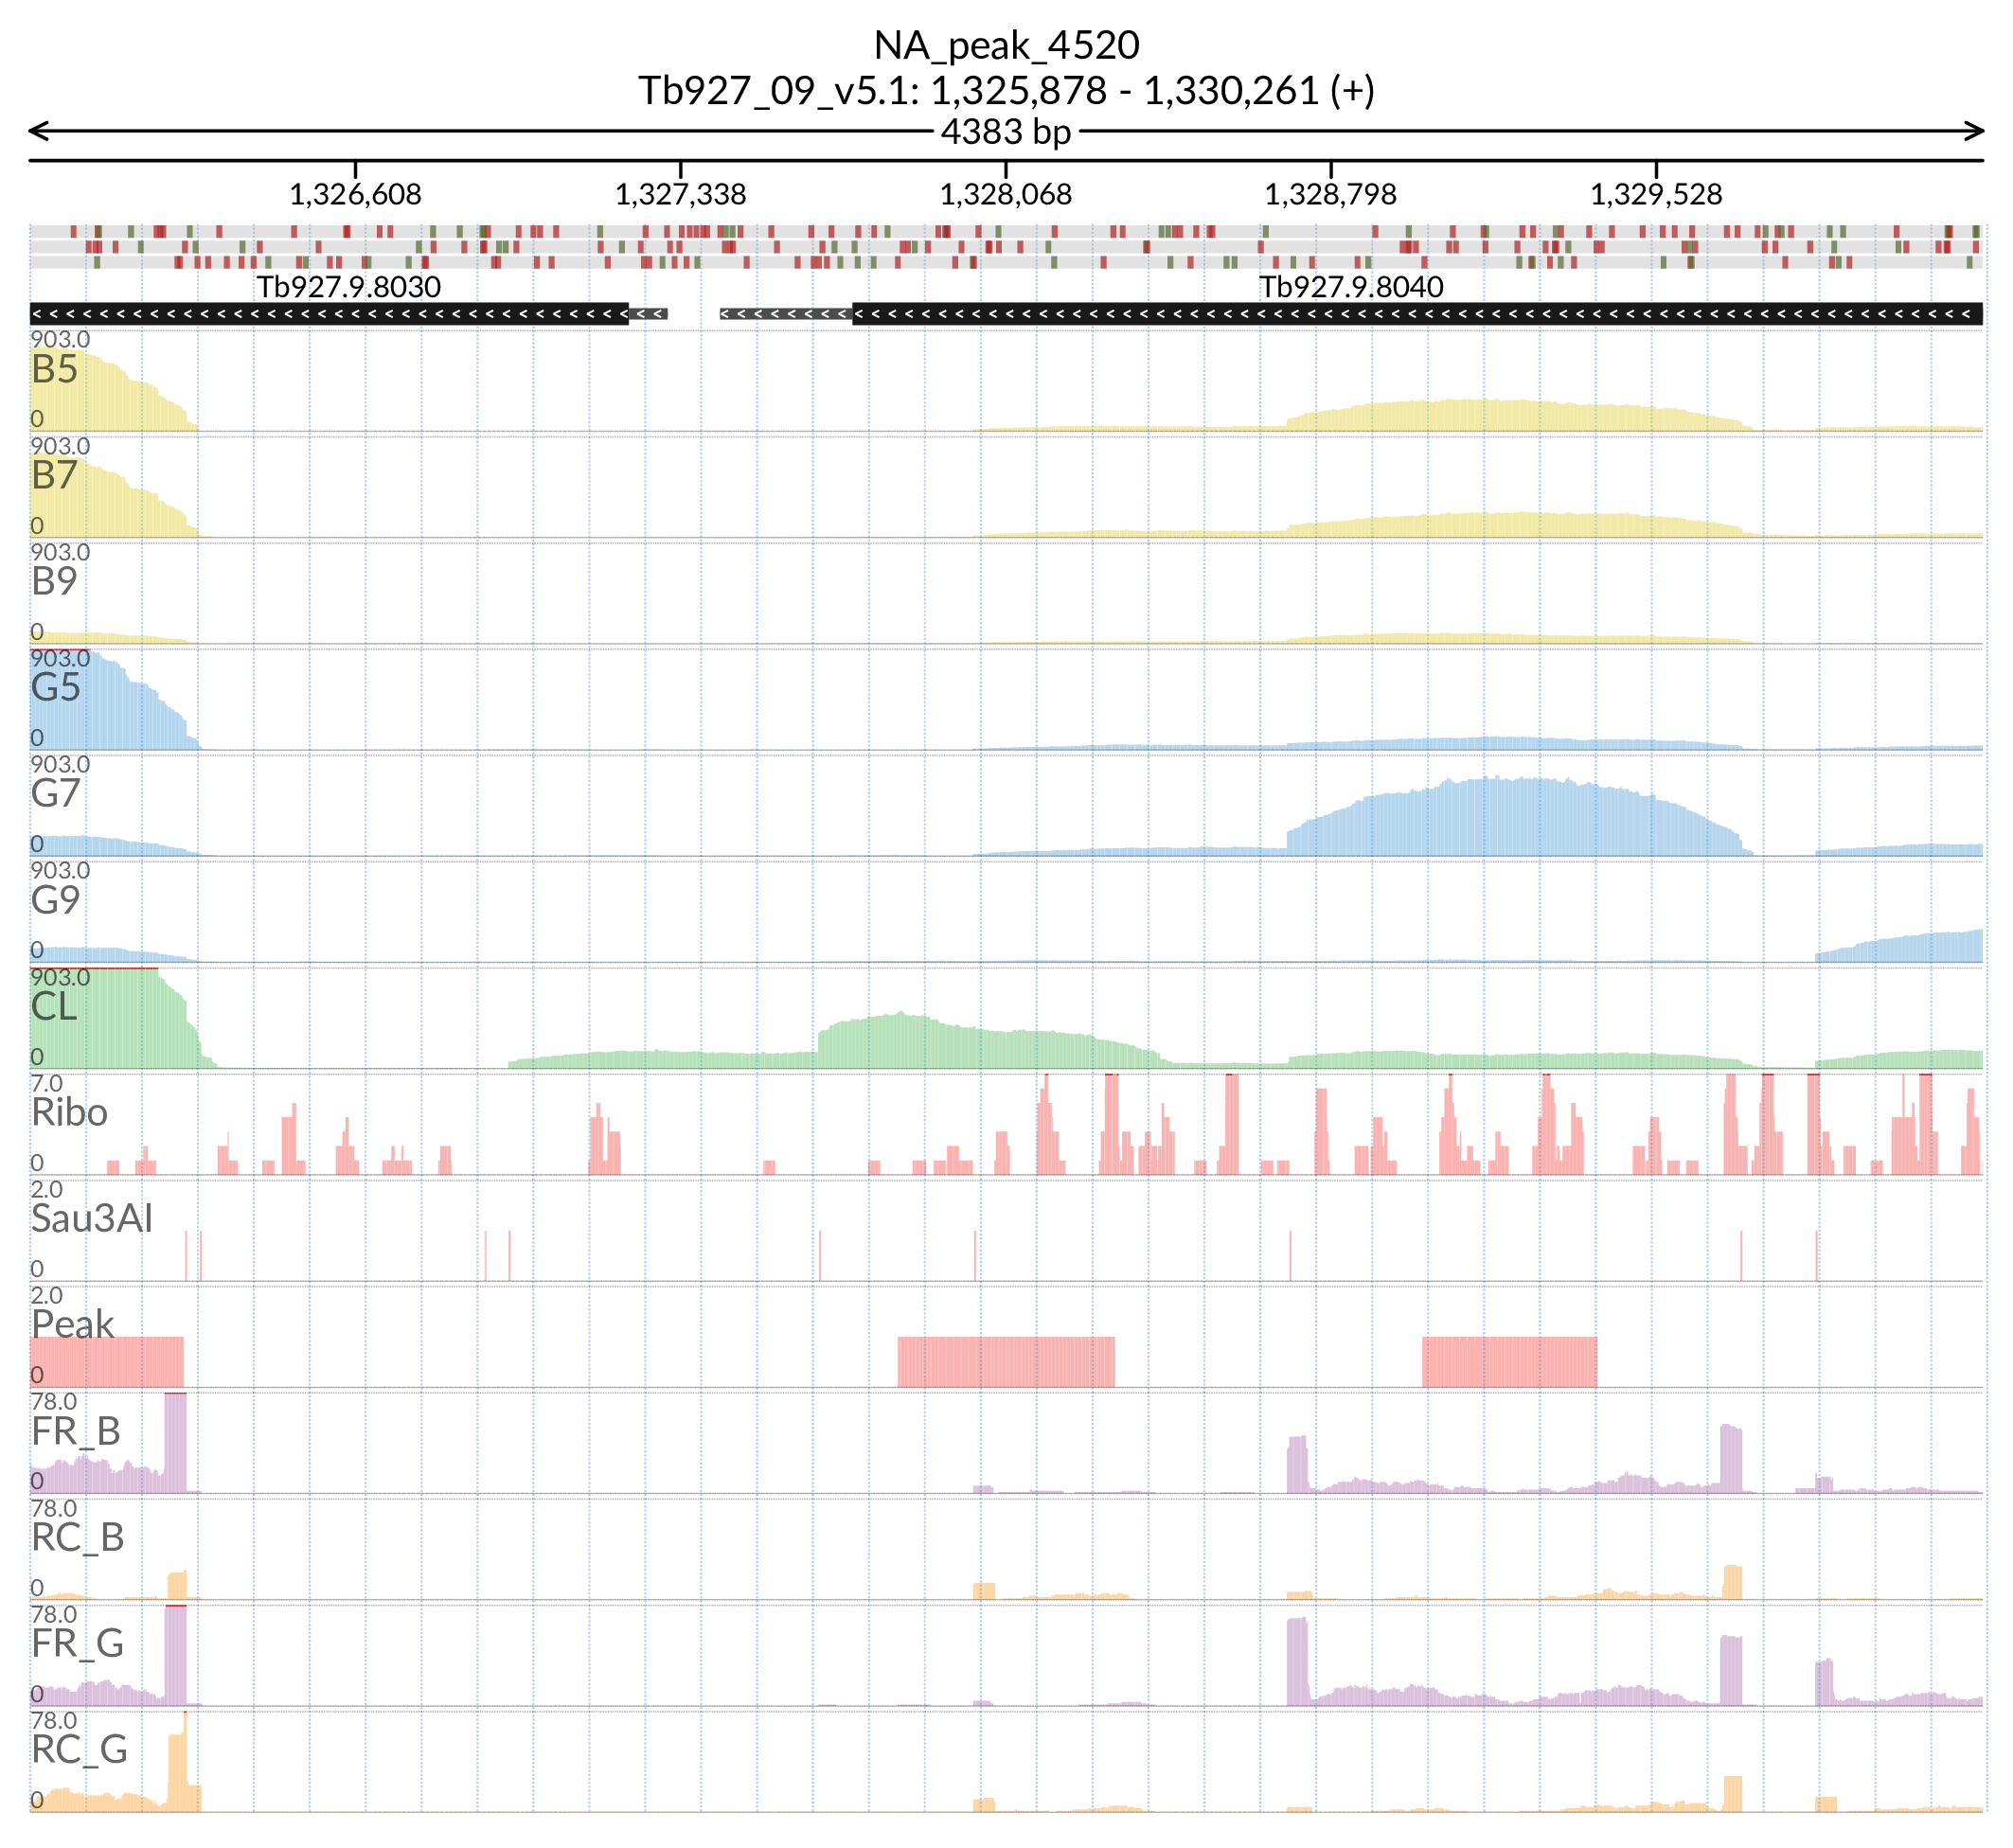 NA_peak_4520
Tb927_09_v5.1: 1,325,878 - 1,330,261 (+)
4383 bp
1,326,608 1,327,338 1,328,068 1,328,798 1,329,528
Tb927.9.8030 Tb927.9.8040
903.0
B5
0
903.0
B7
0
903.0
B9
0
903.0
G5
0
903.0
G7
0
903.0
G9
0
903.0
CL
0
7.0
Ribo
0
2.0
Sau3AI
0
2.0
Peak
0
78.0
FR_B
0
78.0
RC_B
0
78.0
FR_G
0
78.0
RC_G
0